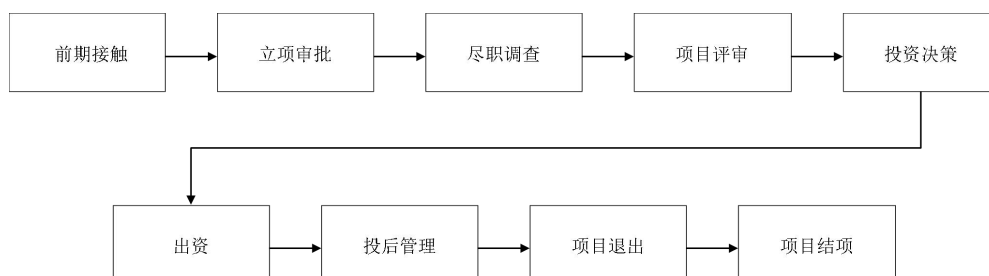 前期接触
立项审批
尽职调查
项目评审
投资决策
出资
投后管理
项目退出
项目结项